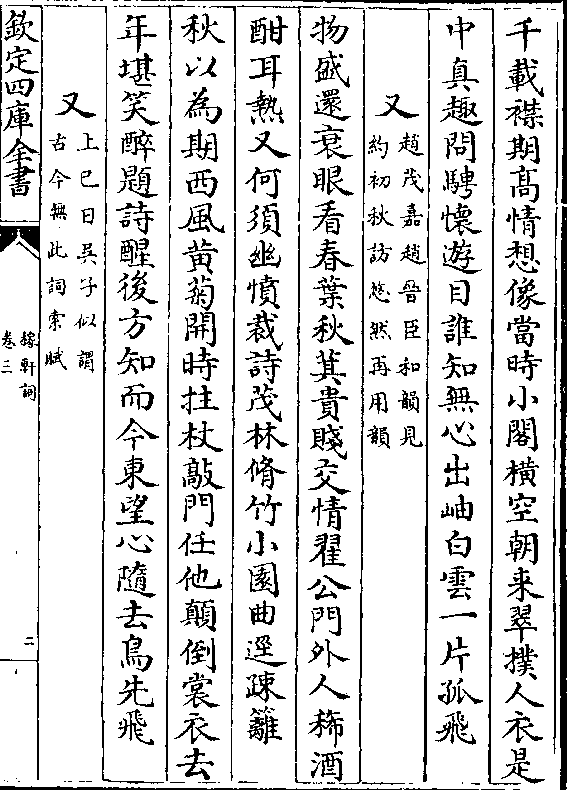 千載襟期髙情想像當時小閣橫空朝来翠撲人衣是
中真趣問騁懐遊目誰知無心出岫白雲一片孤飛
又
趙茂嘉趙晉臣和韻見
約初秋訪悠然再用韻
物盛還衰眼看春葉秋萁貴賤交情翟公門外人稀酒
酣耳熱又何須幽憤裁詩茂林脩竹小園曲逕疎籬
秋以為期西風黄菊開時拄杖敲門任他顛倒裳衣去
年堪笑醉題詩醒後方知而今東望心隨去鳥先飛
又
上巳日吳子似謂
古今無此詞索賦
欽定四庫全書
稼軒詞
卷三
二